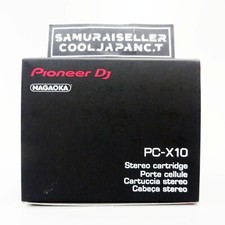 SAMURAISELLER
COOLJAPANC.T
Pioneer Dj
NAGAOKA
PC-X10
Stereo cartridge
Porte cellule
Cartuccia stereo
Cabeça stereo